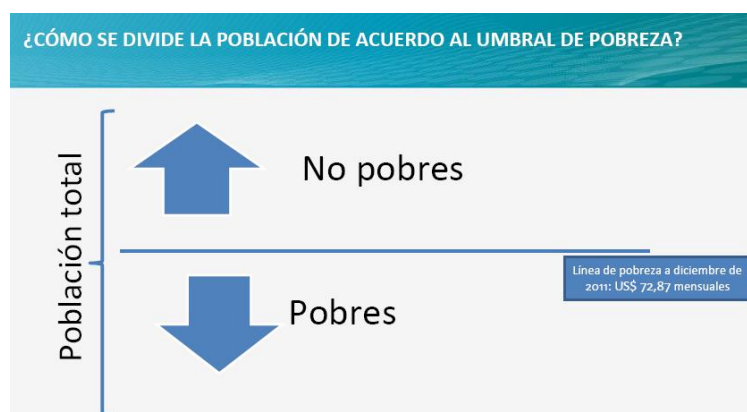 ¿CÓMO SE DIVIDE LA POBLACIÓN DE ACUERDO AL UMBRAL DE POBREZA?
Población total
No pobres
Línea de pobreza a diciembre de
2011: US$ 72,87 mensuales
Pobres